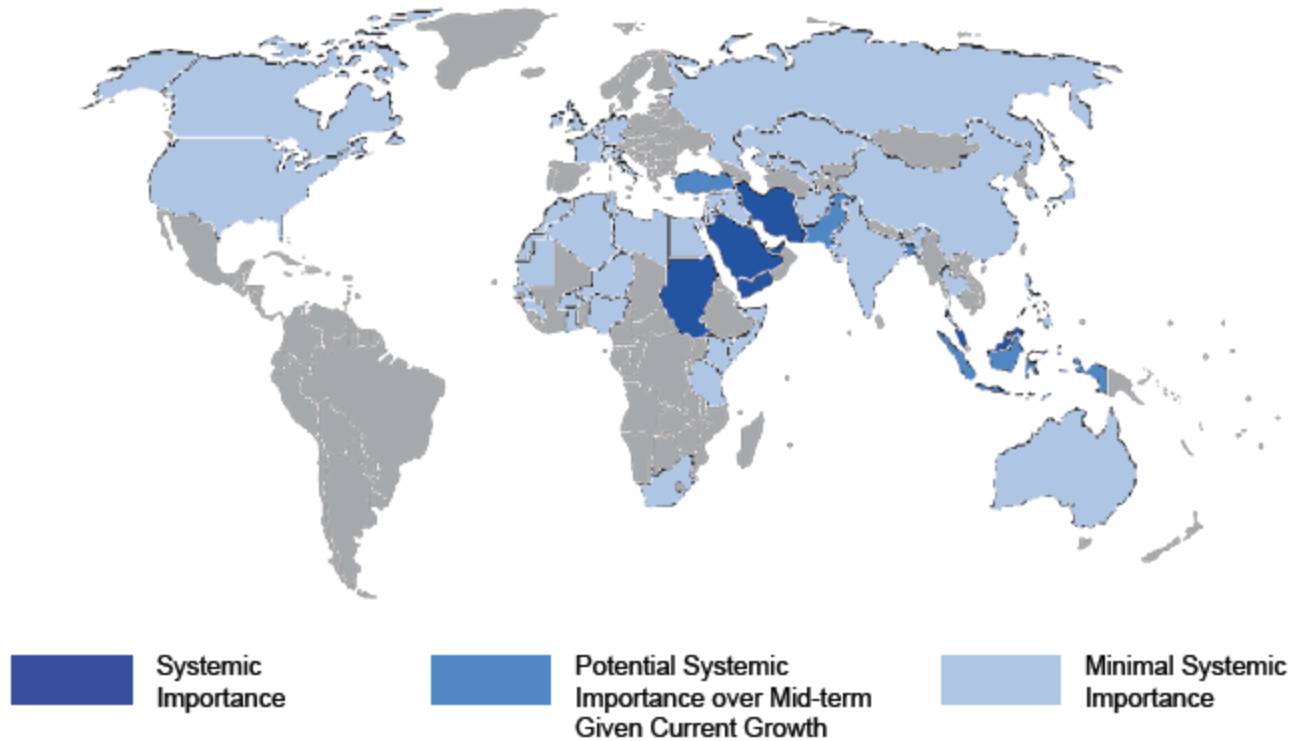 Systemic
Importance
Potential Systemic
Importance over Mid-term
Given Current Growth
Minimal Systemic
Importance